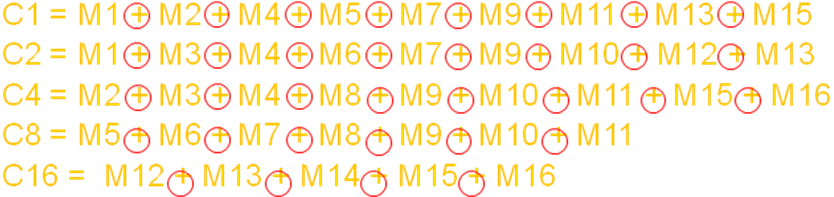 C1 = M1 ⊕ M2 ⊕ M4 ⊕ M5 ⊕ M7 ⊕ M9 ⊕ M11 ⊕ M13 ⊕ M15
C2 = M1 ⊕ M3 ⊕ M4 ⊕ M6 ⊕ M7 ⊕ M9 ⊕ M10 ⊕ M12 ⊕ M13
C4 = M2 ⊕ M3 ⊕ M4 ⊕ M8 ⊕ M9 ⊕ M10 ⊕ M11 ⊕ M15 ⊕ M16
C8 = M5 ⊕ M6 ⊕ M7 ⊕ M8 ⊕ M9 ⊕ M10 ⊕ M11
C16 = M12 ⊕ M13 ⊕ M14 ⊕ M15 ⊕ M16